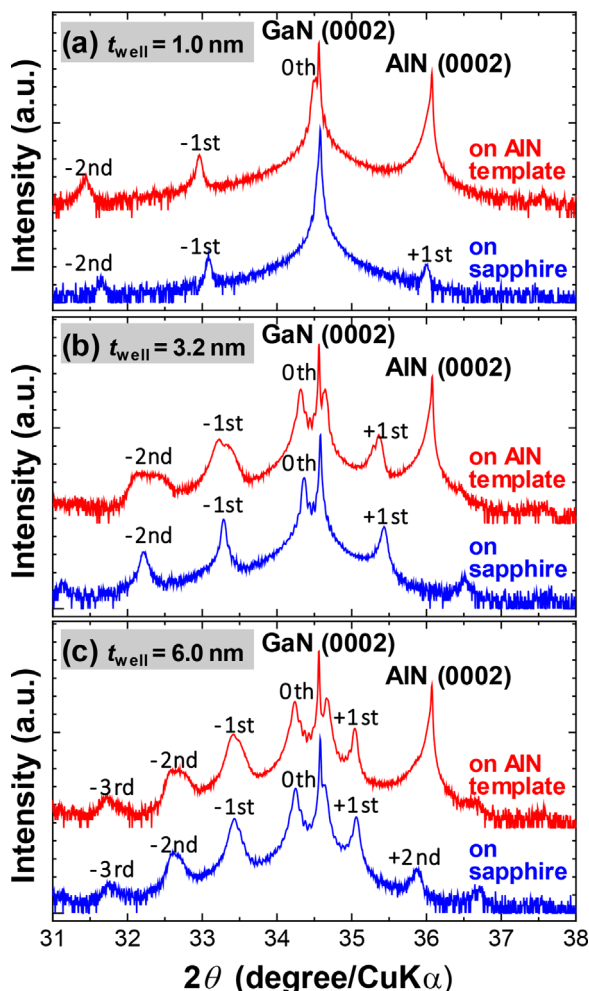 (a) t_well = 1.0 nm
GaN (0002)
0th
AlN (0002)
-1st
-2nd
on AlN
template
-1st
-2nd
+1st
on
sapphire
Intensity (a.u.)
(b) t_well = 3.2 nm
GaN (0002)
0th
AlN (0002)
-1st
-2nd
+1st
on AlN
template
0th
-1st
-2nd
+1st
on
sapphire
Intensity (a.u.)
(c) t_well = 6.0 nm
GaN (0002)
0th
AlN (0002)
-1st
-2nd
-3rd
+1st
on AlN
template
0th
-1st
-2nd
-3rd
+1st
+2nd
on
sapphire
Intensity (a.u.)
31 32 33 34 35 36 37 38
2θ (degree/CuKα)